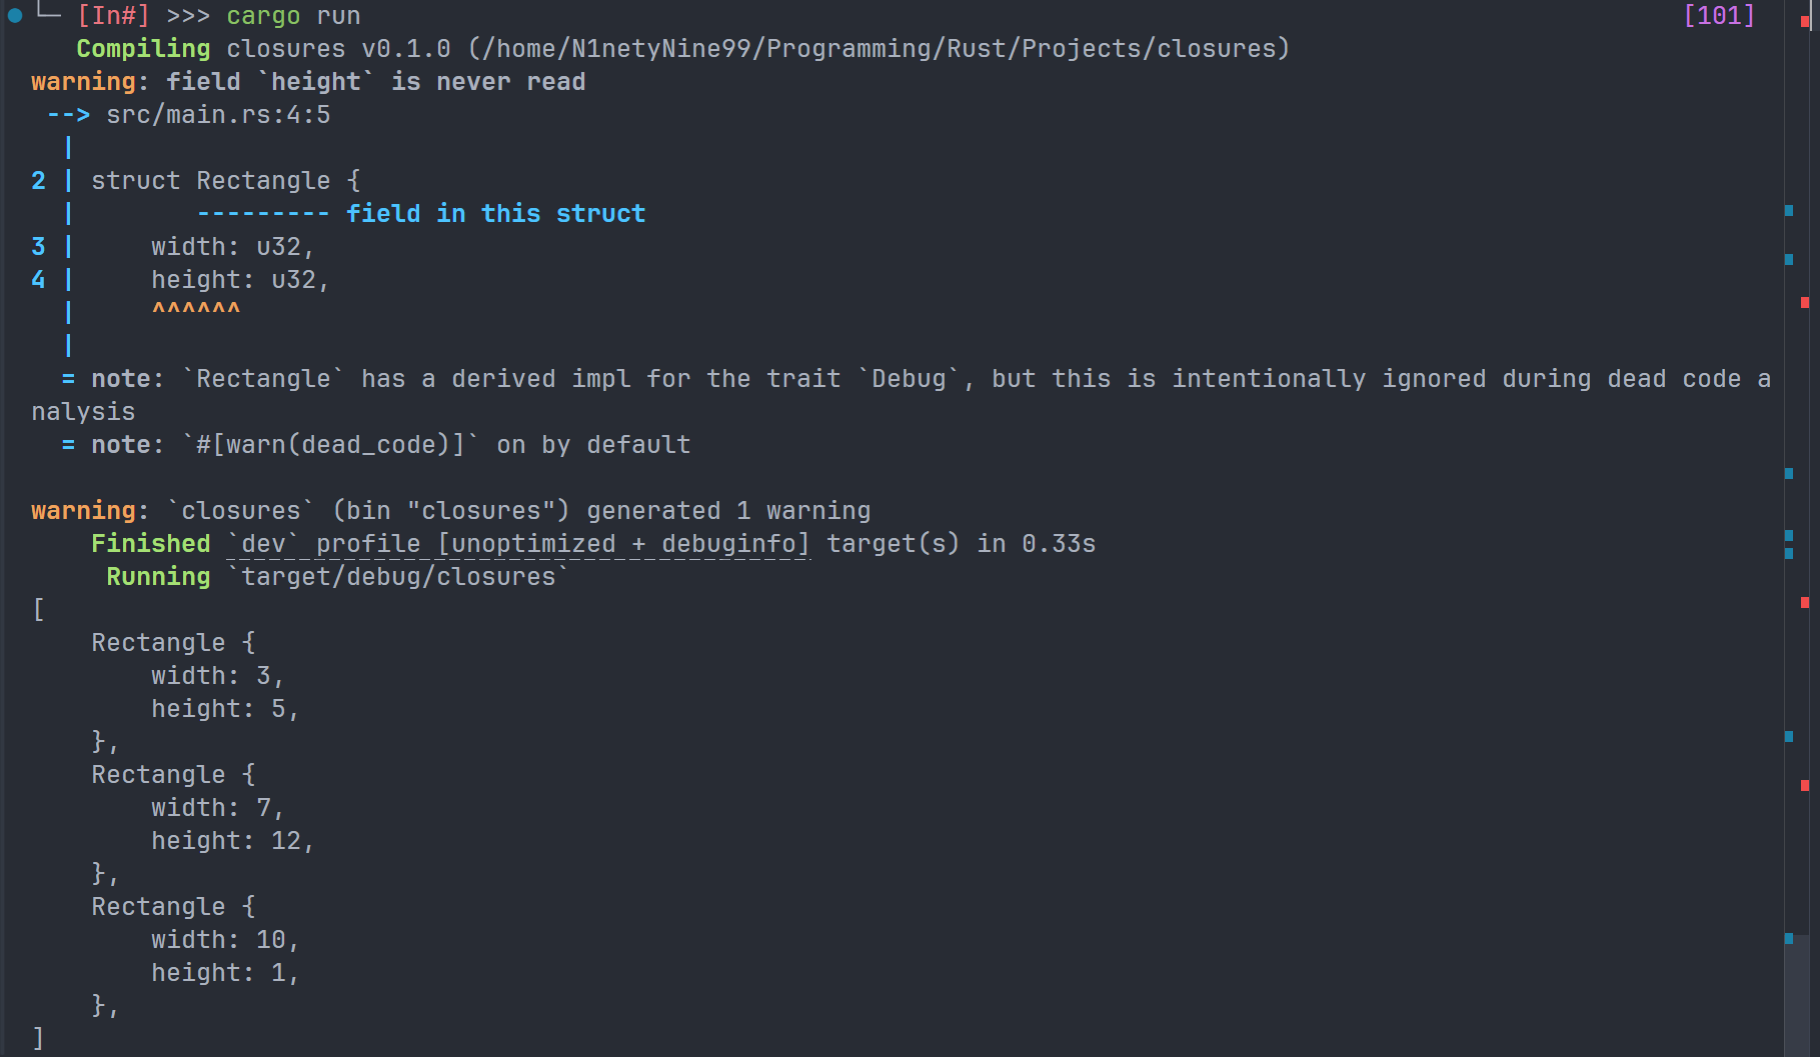 └─ [In#] >>> cargo run [101]
   Compiling closures v0.1.0 (/home/N1netyNine99/Programming/Rust/Projects/closures)
warning: field `height` is never read
 --> src/main.rs:4:5
  |
2 | struct Rectangle {
  |        --------- field in this struct
3 |     width: u32,
4 |     height: u32,
  |     ^^^^^^
  |
  = note: `Rectangle` has a derived impl for the trait `Debug`, but this is intentionally ignored during dead code a
nalysis
  = note: `#[warn(dead_code)]` on by default

warning: `closures` (bin "closures") generated 1 warning
    Finished `dev` profile [unoptimized + debuginfo] target(s) in 0.33s
     Running `target/debug/closures`
[
    Rectangle {
        width: 3,
        height: 5,
    },
    Rectangle {
        width: 7,
        height: 12,
    },
    Rectangle {
        width: 10,
        height: 1,
    },
]